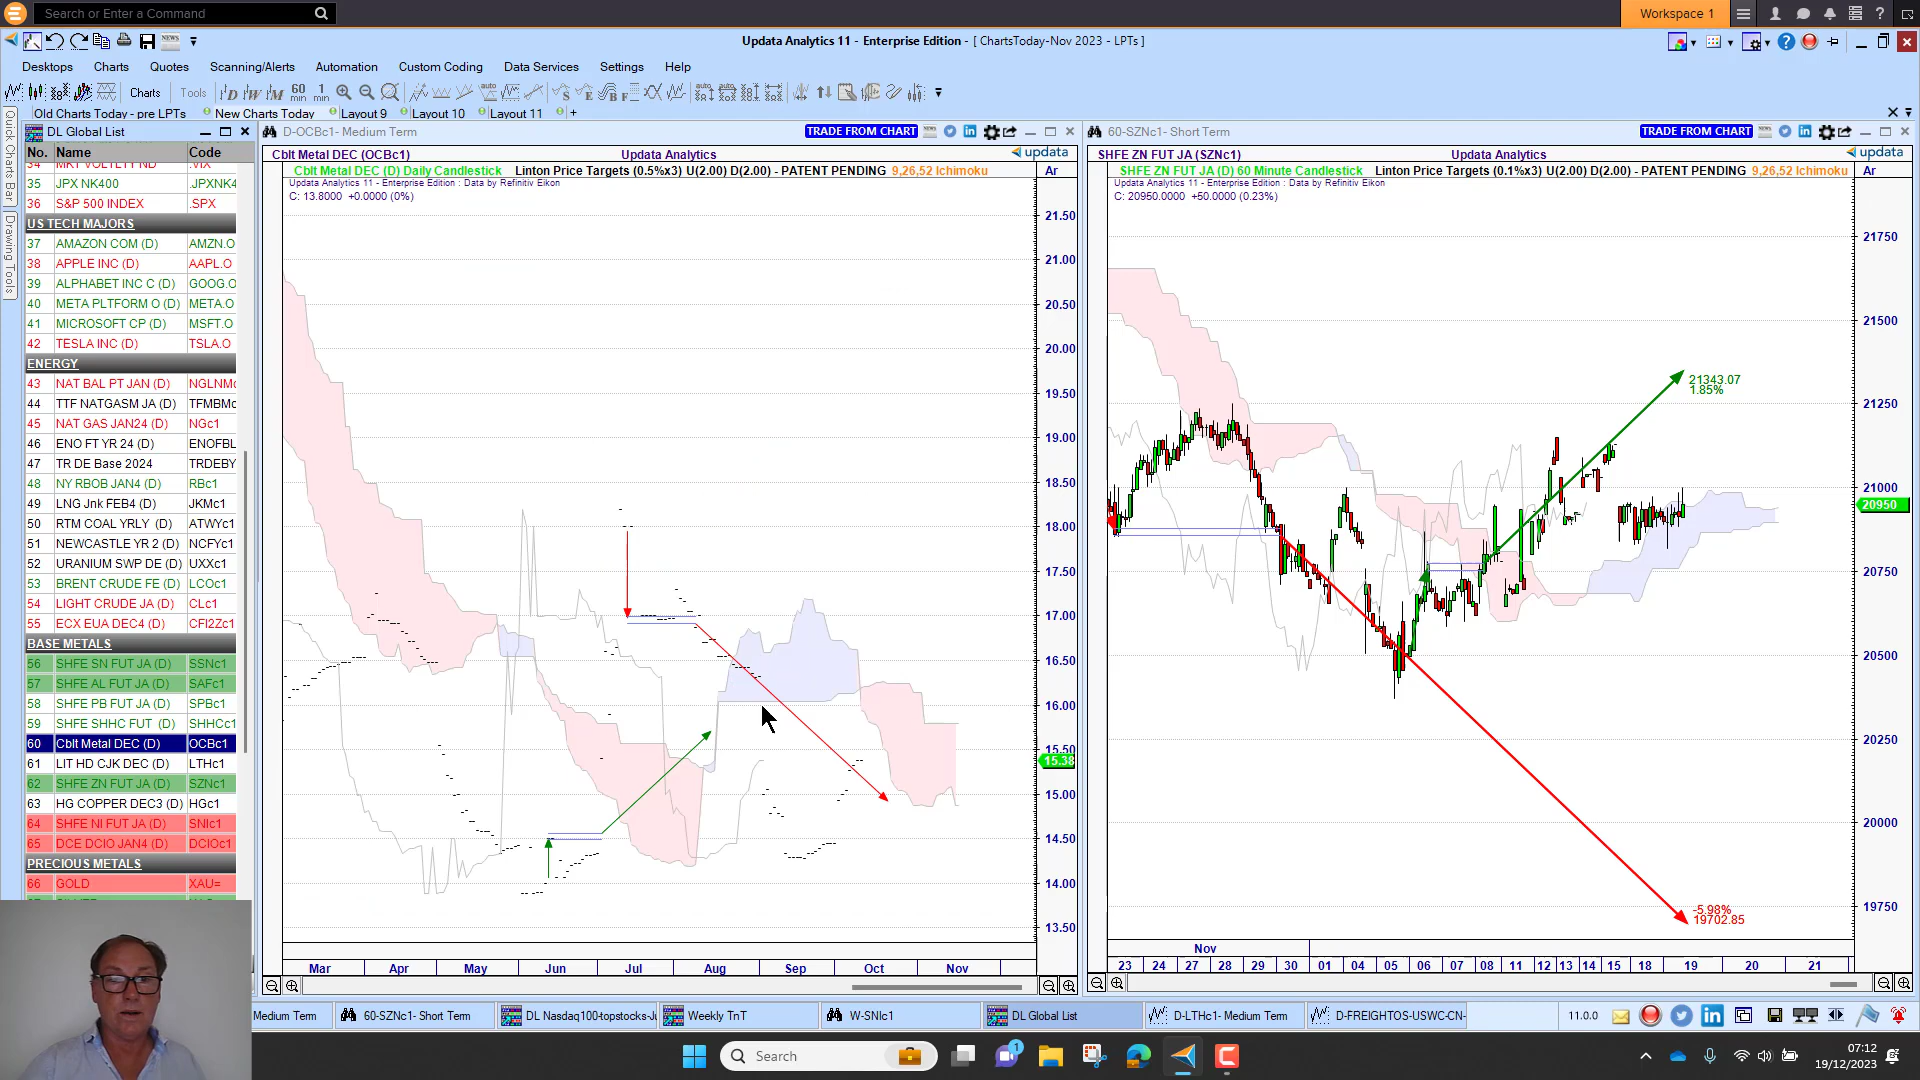 Search or Enter a Command
Workspace 1
Updata Analytics 11 - Enterprise Edition - [ ChartsToday-Nov 2023 - LPTs ]
Desktops Charts Quotes Scanning/Alerts Automation Custom Coding Data Services Settings Help
Charts Tools
60 min 1 min
Old Charts Today - pre LPTs New Charts Today Layout 9 Layout 10 Layout 11 +
Quick Charts Bar
Drawing Tools
DL Global List
No. Name Code
34 MKT VOLTLTY IND .VIX
35 JPX NK400 .JPXNK4
36 S&P 500 INDEX .SPX
US TECH MAJORS
37 AMAZON COM (D) AMZN.O
38 APPLE INC (D) AAPL.O
39 ALPHABET INC C (D) GOOG.O
40 META PLTFORM O (D) META.O
41 MICROSOFT CP (D) MSFT.O
42 TESLA INC (D) TSLA.O
ENERGY
43 NAT BAL PT JAN (D) NGLNMc
44 TTF NATGASM JA (D) TFMBMc
45 NAT GAS JAN24 (D) NGc1
46 ENO FT YR 24 (D) ENOFBL
47 TR DE Base 2024 TRDEBY
48 NY RBOB JAN4 (D) RBc1
49 LNG Jnk FEB4 (D) JKMc1
50 RTM COAL YRLY (D) ATWYc1
51 NEWCASTLE YR 2 (D) NCFYc1
52 URANIUM SWP DE (D) UXXc1
53 BRENT CRUDE FE (D) LCOc1
54 LIGHT CRUDE JA (D) CLc1
55 ECX EUA DEC4 (D) CFI2Zc1
BASE METALS
56 SHFE SN FUT JA (D) SSNc1
57 SHFE AL FUT JA (D) SAFc1
58 SHFE PB FUT JA (D) SPBc1
59 SHFE SHHC FUT (D) SHHCc1
60 Cblt Metal DEC (D) OCBc1
61 LIT HD CJK DEC (D) LTHc1
62 SHFE ZN FUT JA (D) SZNc1
63 HG COPPER DEC3 (D) HGc1
64 SHFE NI FUT JA (D) SNIc1
65 DCE DCIO JAN4 (D) DCIOc1
PRECIOUS METALS
66 GOLD XAU=
D-OCBc1- Medium Term
TRADE FROM CHART
Cblt Metal DEC (OCBc1) Updata Analytics updata
Cblt Metal DEC (D) Daily Candlestick Linton Price Targets (0.5%x3) U(2.00) D(2.00) - PATENT PENDING 9,26,52 Ichimoku Ar
Updata Analytics 11 - Enterprise Edition : Data by Refinitiv Eikon
C: 13.8000 +0.0000 (0%)
21.50
21.00
20.50
20.00
19.50
19.00
18.50
18.00
17.50
17.00
16.50
16.00
15.50
15.38
15.00
14.50
14.00
13.50
Mar Apr May Jun Jul Aug Sep Oct Nov
60-SZNc1- Short Term
TRADE FROM CHART
SHFE ZN FUT JA (SZNc1) Updata Analytics updata
SHFE ZN FUT JA (D) 60 Minute Candlestick Linton Price Targets (0.1%x3) U(2.00) D(2.00) - PATENT PENDING 9,26,52 Ichimoku Ar
Updata Analytics 11 - Enterprise Edition : Data by Refinitiv Eikon
C: 20950.0000 +50.0000 (0.23%)
21750
21500
21343.07
1.85%
21250
21000
20950
20750
20500
20250
20000
-5.98%
19702.85
19750
Nov
23 24 27 28 29 30 01 04 05 06 07 08 11 12 13 14 15 18 19 20 21
Medium Term 60-SZNc1- Short Term DL Nasdaq100+topstocks-Ju Weekly TnT W-SNIc1 DL Global List D-LTHc1- Medium Term D-FREIGHTOS-USWC-CN- 11.0.0
Search
1
07:12
19/12/2023